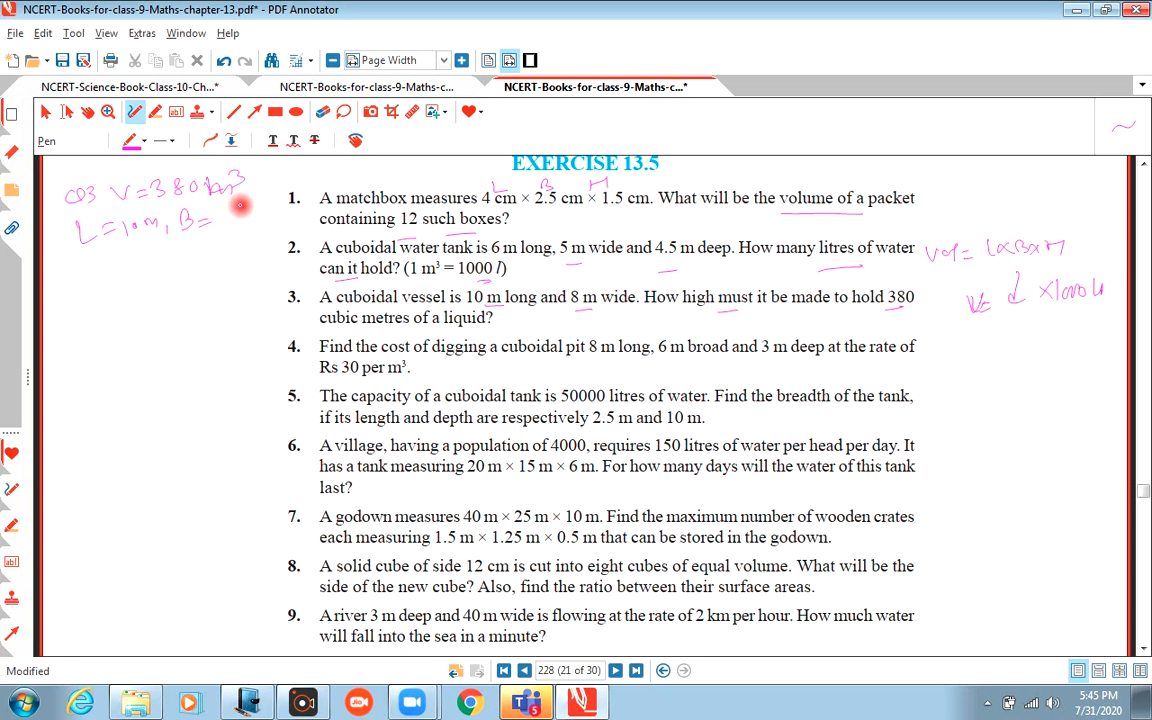 NCERT-Books-for-class-9-Maths-chapter-13.pdf* - PDF Annotator
File Edit Tool View Extras Window Help
Page Width
NCERT-Science-Book-Class-10-Ch...* NCERT-Books-for-class-9-Maths-c... NCERT-Books-for-class-9-Maths-c...*
Pen
EXERCISE 13.5
V=380 m3
L=10m, B=
L B H
1. A matchbox measures 4 cm × 2.5 cm × 1.5 cm. What will be the volume of a packet
containing 12 such boxes?
2. A cuboidal water tank is 6 m long, 5 m wide and 4.5 m deep. How many litres of water
can it hold? (1 m³ = 1000 l)
Vol = L×B×H
×1000
3. A cuboidal vessel is 10 m long and 8 m wide. How high must it be made to hold 380
cubic metres of a liquid?
4. Find the cost of digging a cuboidal pit 8 m long, 6 m broad and 3 m deep at the rate of
Rs 30 per m³.
5. The capacity of a cuboidal tank is 50000 litres of water. Find the breadth of the tank,
if its length and depth are respectively 2.5 m and 10 m.
6. A village, having a population of 4000, requires 150 litres of water per head per day. It
has a tank measuring 20 m × 15 m × 6 m. For how many days will the water of this tank
last?
7. A godown measures 40 m × 25 m × 10 m. Find the maximum number of wooden crates
each measuring 1.5 m × 1.25 m × 0.5 m that can be stored in the godown.
8. A solid cube of side 12 cm is cut into eight cubes of equal volume. What will be the
side of the new cube? Also, find the ratio between their surface areas.
9. A river 3 m deep and 40 m wide is flowing at the rate of 2 km per hour. How much water
will fall into the sea in a minute?
Modified
228 (21 of 30)
Jio
5
5:45 PM
7/31/2020